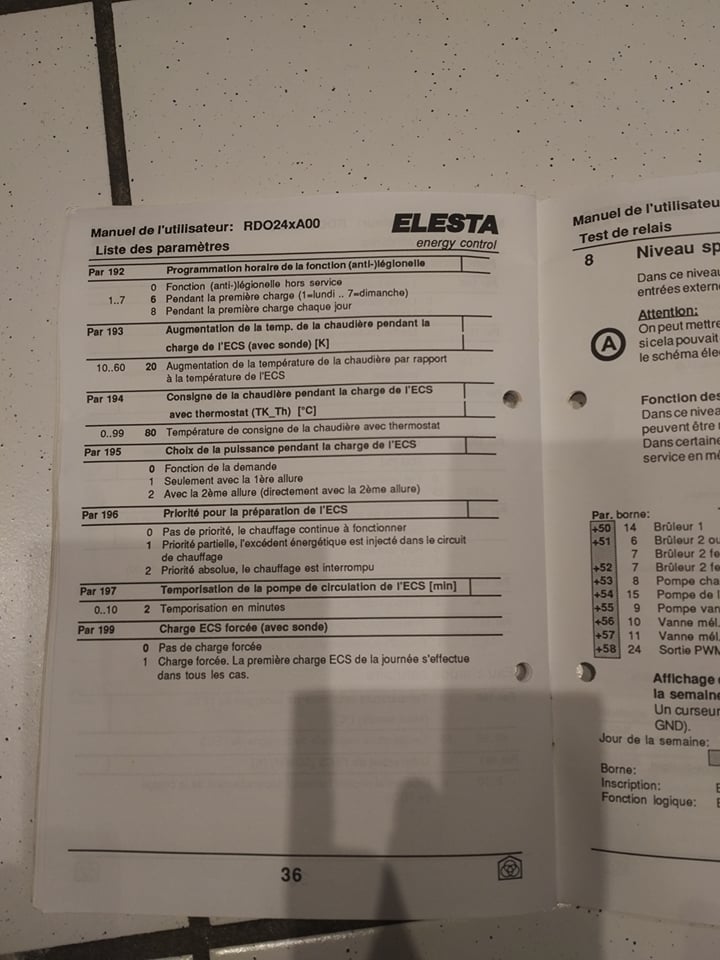 Manuel de l'utilisateur: RDO24xA00
ELESTA
Liste des paramètres
energy control
Par 192 Programmation horaire de la fonction (anti-)légionelle
0 Fonction (anti-)légionelle hors service
1..7 6 Pendant la première charge (1=lundi .. 7=dimanche)
8 Pendant la première charge chaque jour
Par 193 Augmentation de la temp. de la chaudière pendant la
charge de l'ECS (avec sonde) [K]
10..60 20 Augmentation de la température de la chaudière par rapport
à la température de l'ECS
Par 194 Consigne de la chaudière pendant la charge de l'ECS
avec thermostat (TK_Th) [°C]
0..99 80 Température de consigne de la chaudière avec thermostat
Par 195 Choix de la puissance pendant la charge de l'ECS
0 Fonction de la demande
1 Seulement avec la 1ère allure
2 Avec la 2ème allure (directement avec la 2ème allure)
Par 196 Priorité pour la préparation de l'ECS
0 Pas de priorité, le chauffage continue à fonctionner
1 Priorité partielle, l'excédent énergétique est injecté dans le circuit
de chauffage
2 Priorité absolue, le chauffage est interrompu
Par 197 Temporisation de la pompe de circulation de l'ECS [min]
0..10 2 Temporisation en minutes
Par 199 Charge ECS forcée (avec sonde)
0 Pas de charge forcée
1 Charge forcée. La première charge ECS de la journée s'effectue
dans tous les cas.
36
Manuel de l'utilisateu
Test de relais
8 Niveau sp
Dans ce niveau
entrées extern
Attention:
A
On peut mettre
si cela pouvait
le schéma éle
Fonction des
Dans ce nivea
peuvent être
Dans certaine
service en m
Par. borne:
+50 14 Brûleur 1
+51 6 Brûleur 2 ou
7 Brûleur 2 fe
+52 7 Brûleur 2 fe
+53 8 Pompe cha
+54 15 Pompe de l
+55 9 Pompe van
+56 10 Vanne mél.
+57 11 Vanne mél.
+58 24 Sortie PWM
Affichage
la semaine
Un curseur
GND).
Jour de la semaine:
Borne:
Inscription:
Fonction logique: